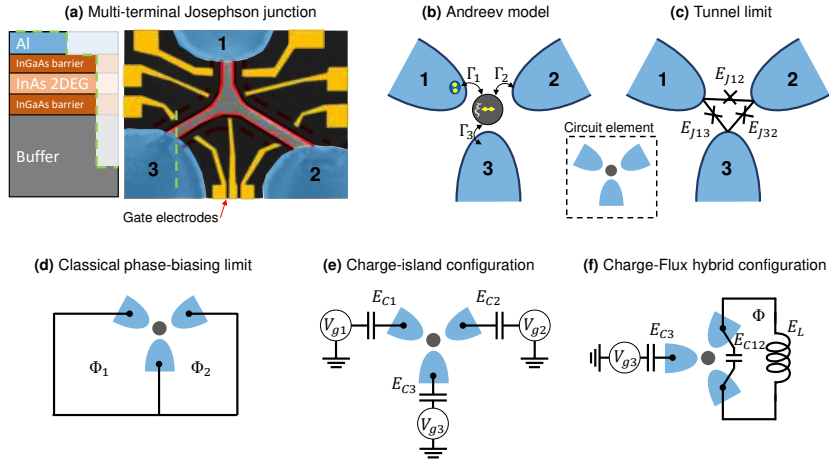 (a) Multi-terminal Josephson junction
Al
InGaAs barrier
InAs 2DEG
InGaAs barrier
Buffer
1
3
2
Gate electrodes
(b) Andreev model
1
Γ1
Γ2
2
ξ
Γ3
3
(c) Tunnel limit
1
EJ12
2
EJ13
EJ32
3
Circuit element
(d) Classical phase-biasing limit
Φ1
Φ2
(e) Charge-island configuration
EC1
EC2
Vg1
Vg2
EC3
Vg3
(f) Charge-Flux hybrid configuration
Φ
EL
EC3
EC12
Vg3